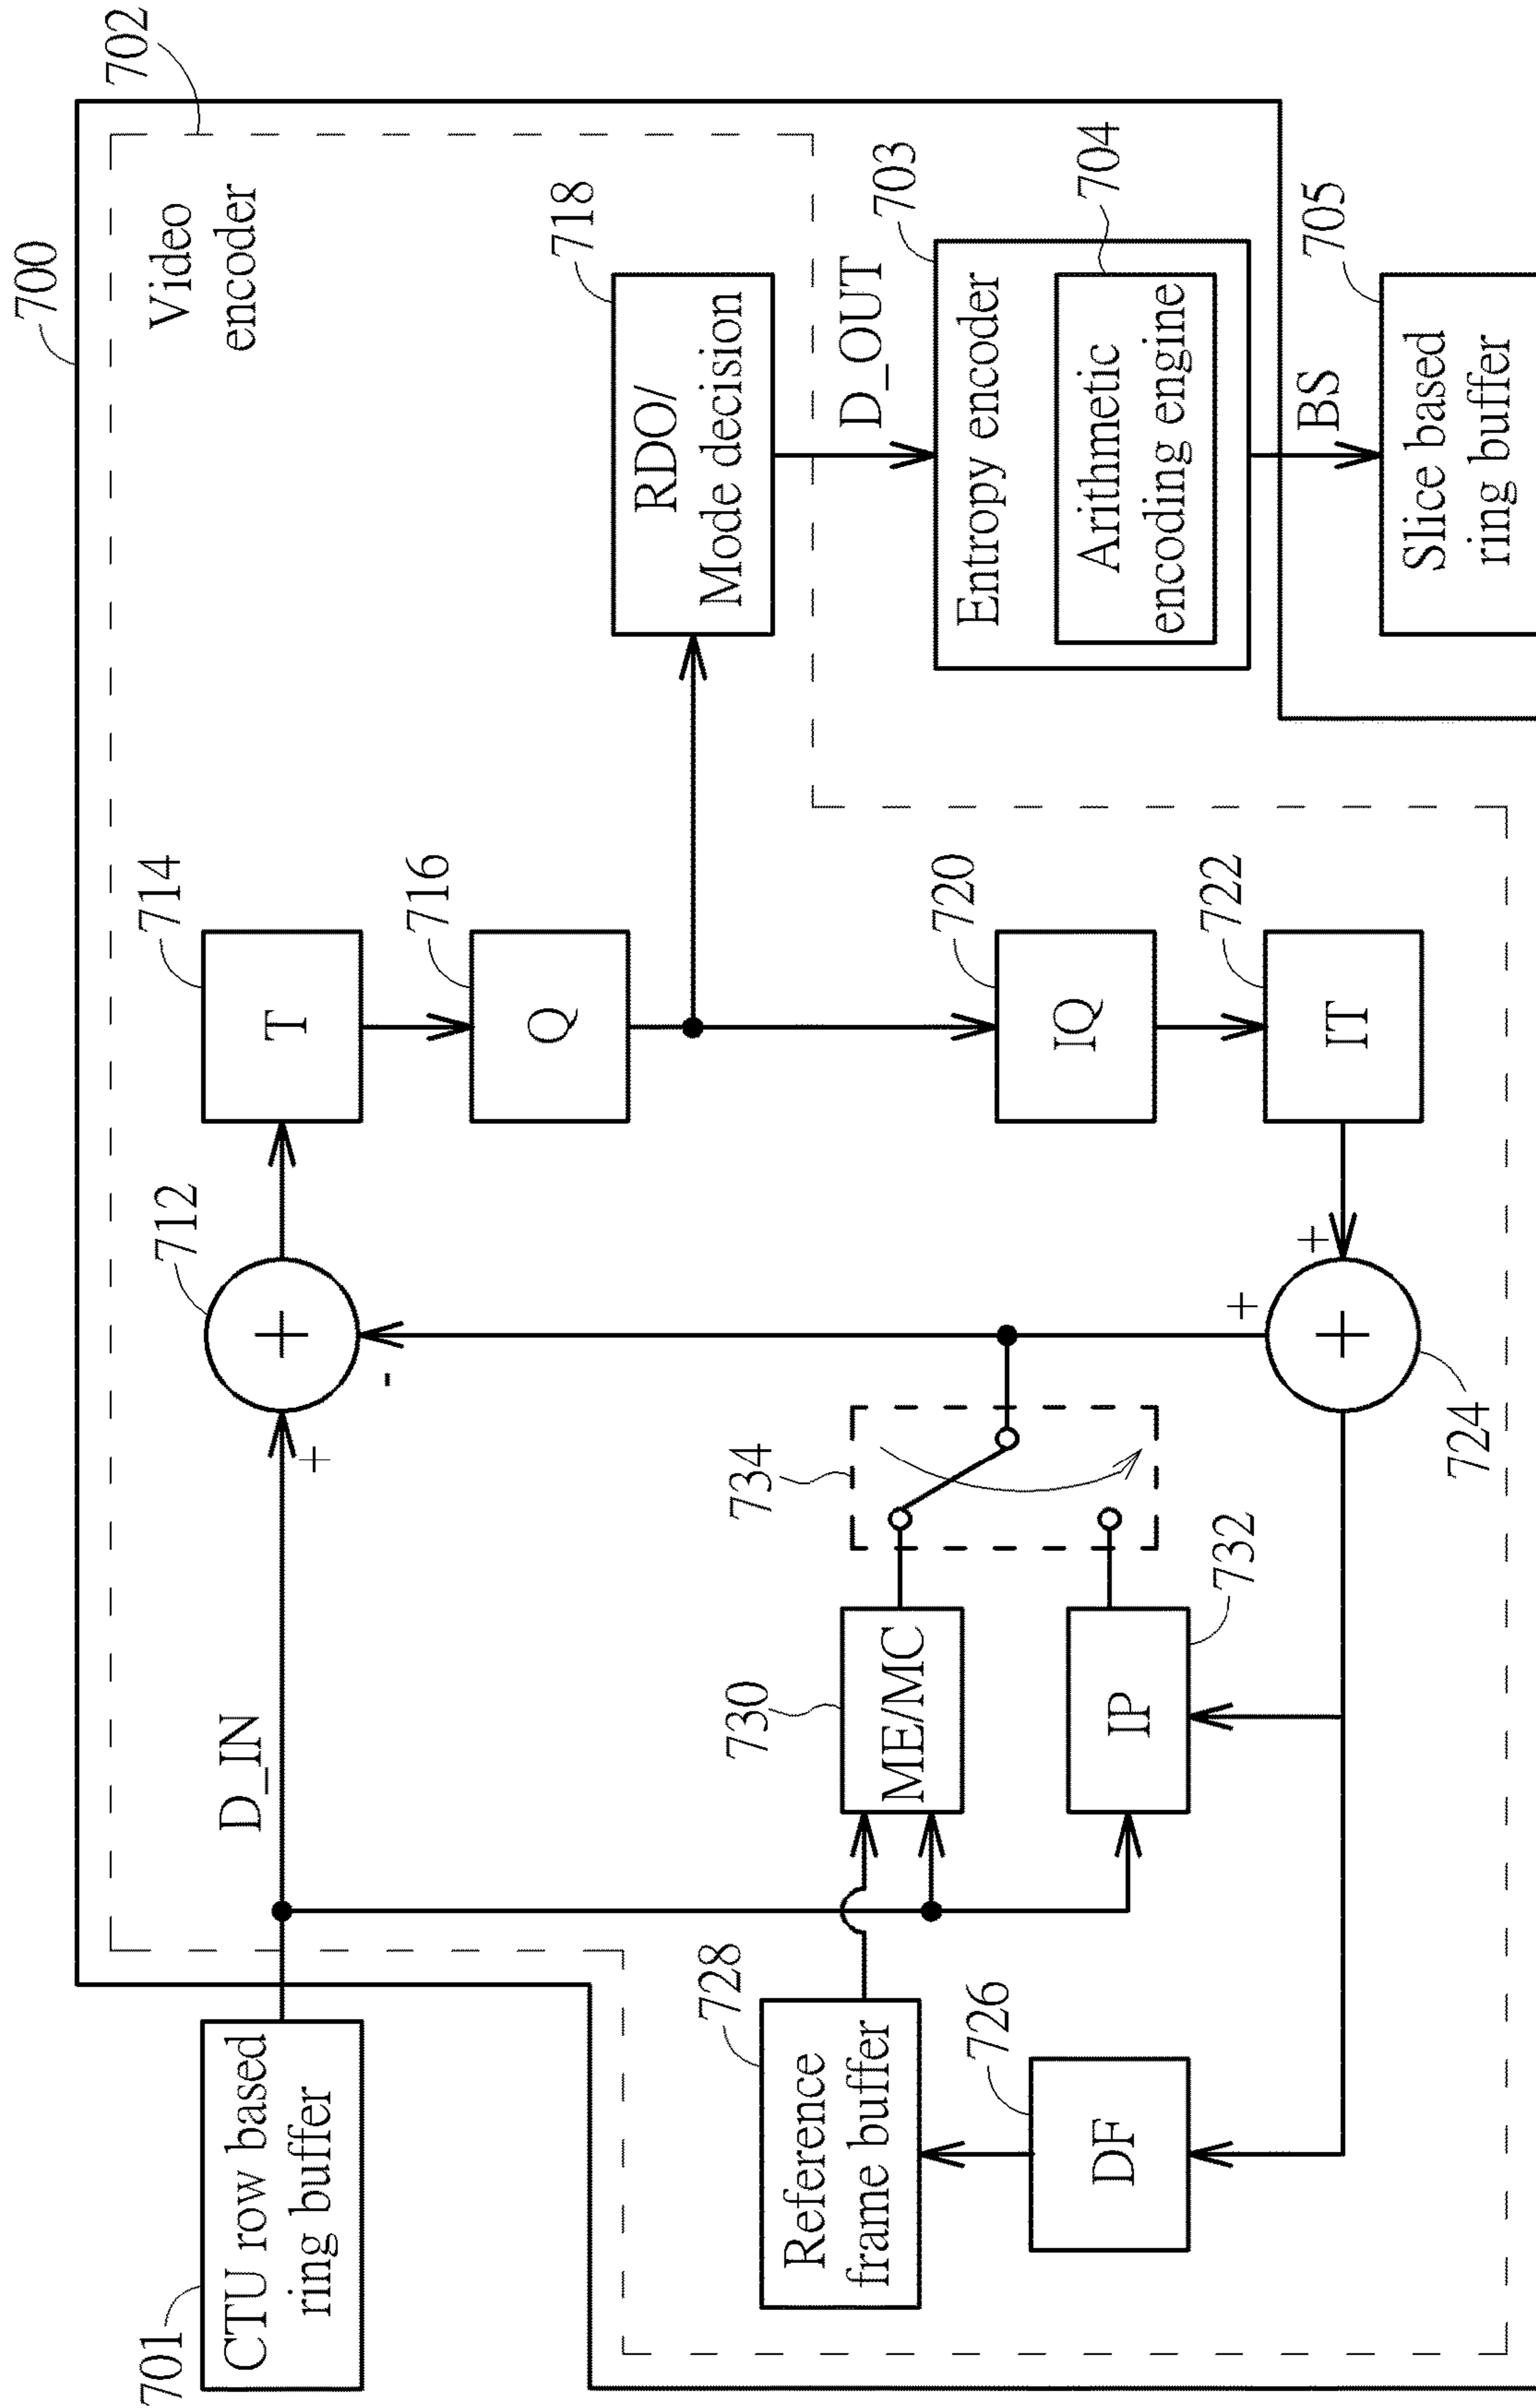 700
702
Video
encoder
701
CTU row based
ring buffer
D_IN
+
-
712
+
714
T
716
Q
718
RDO/
Mode decision
D_OUT
703
Entropy encoder
704
Arithmetic
encoding engine
BS
705
Slice based
ring buffer
720
IQ
722
IT
+
+
+
724
734
730
ME/MC
732
IP
728
Reference
frame buffer
726
DF